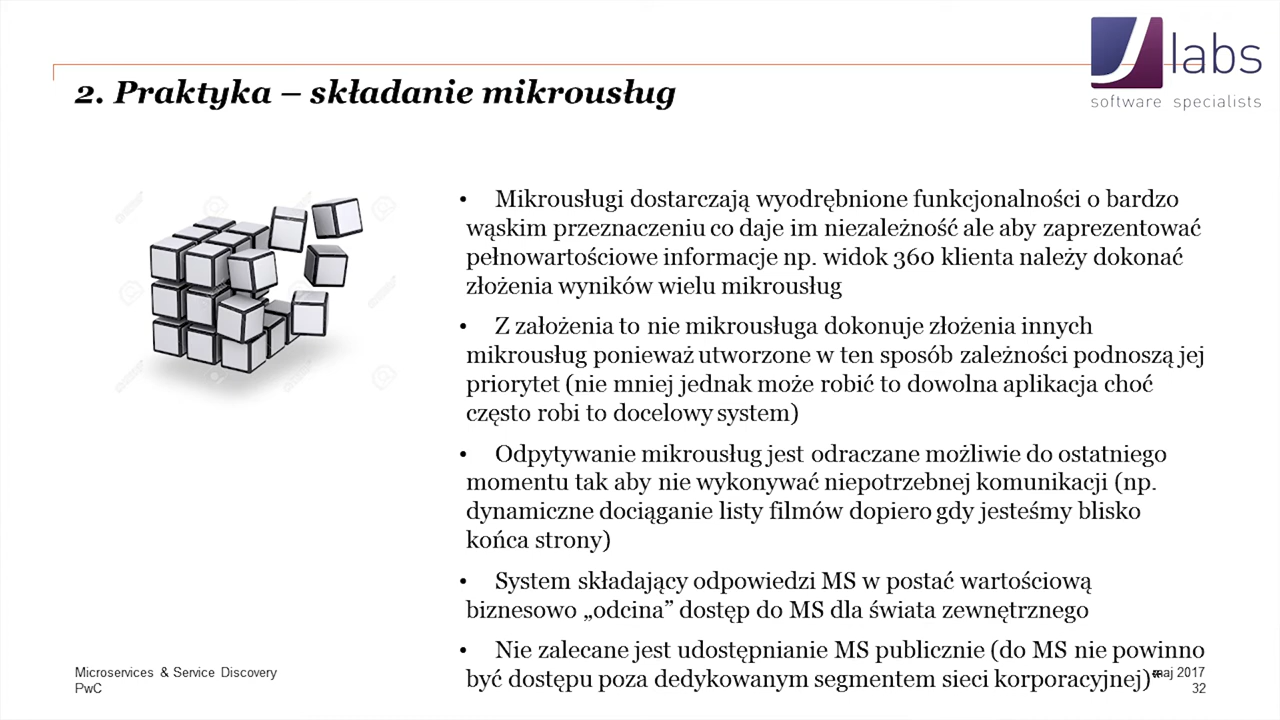 labs
software specialists
2. Praktyka – składanie mikrousług
• Mikrousługi dostarczają wyodrębnione funkcjonalności o bardzo
wąskim przeznaczeniu co daje im niezależność ale aby zaprezentować
pełnowartościowe informacje np. widok 360 klienta należy dokonać
złożenia wyników wielu mikrousług
• Z założenia to nie mikrousługa dokonuje złożenia innych
mikrousług ponieważ utworzone w ten sposób zależności podnoszą jej
priorytet (nie mniej jednak może robić to dowolna aplikacja choć
często robi to docelowy system)
• Odpytywanie mikrousług jest odraczane możliwie do ostatniego
momentu tak aby nie wykonywać niepotrzebnej komunikacji (np.
dynamiczne dociąganie listy filmów dopiero gdy jesteśmy blisko
końca strony)
• System składający odpowiedzi MS w postać wartościową
biznesowo „odcina” dostęp do MS dla świata zewnętrznego
• Nie zalecane jest udostępnianie MS publicznie (do MS nie powinno
być dostępu poza dedykowanym segmentem sieci korporacyjnej)
Microservices & Service Discovery
PwC
maj 2017
32